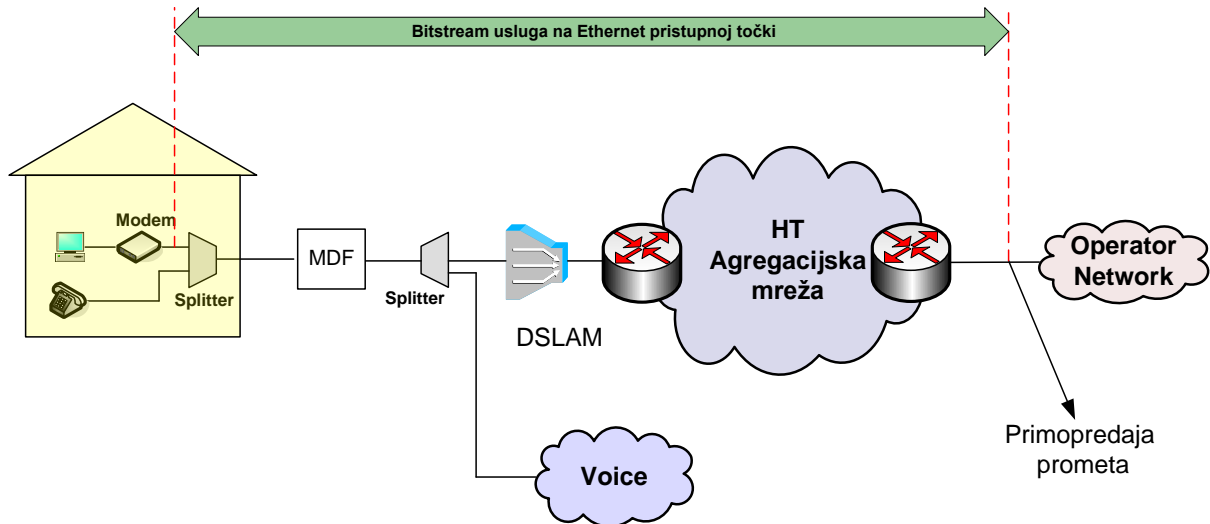 Bitstream usluga na Ethernet pristupnoj točki
Modem
Splitter
MDF
Splitter
DSLAM
HT
Agregacijska
mreža
Operator
Network
Voice
Primopredaja
prometa